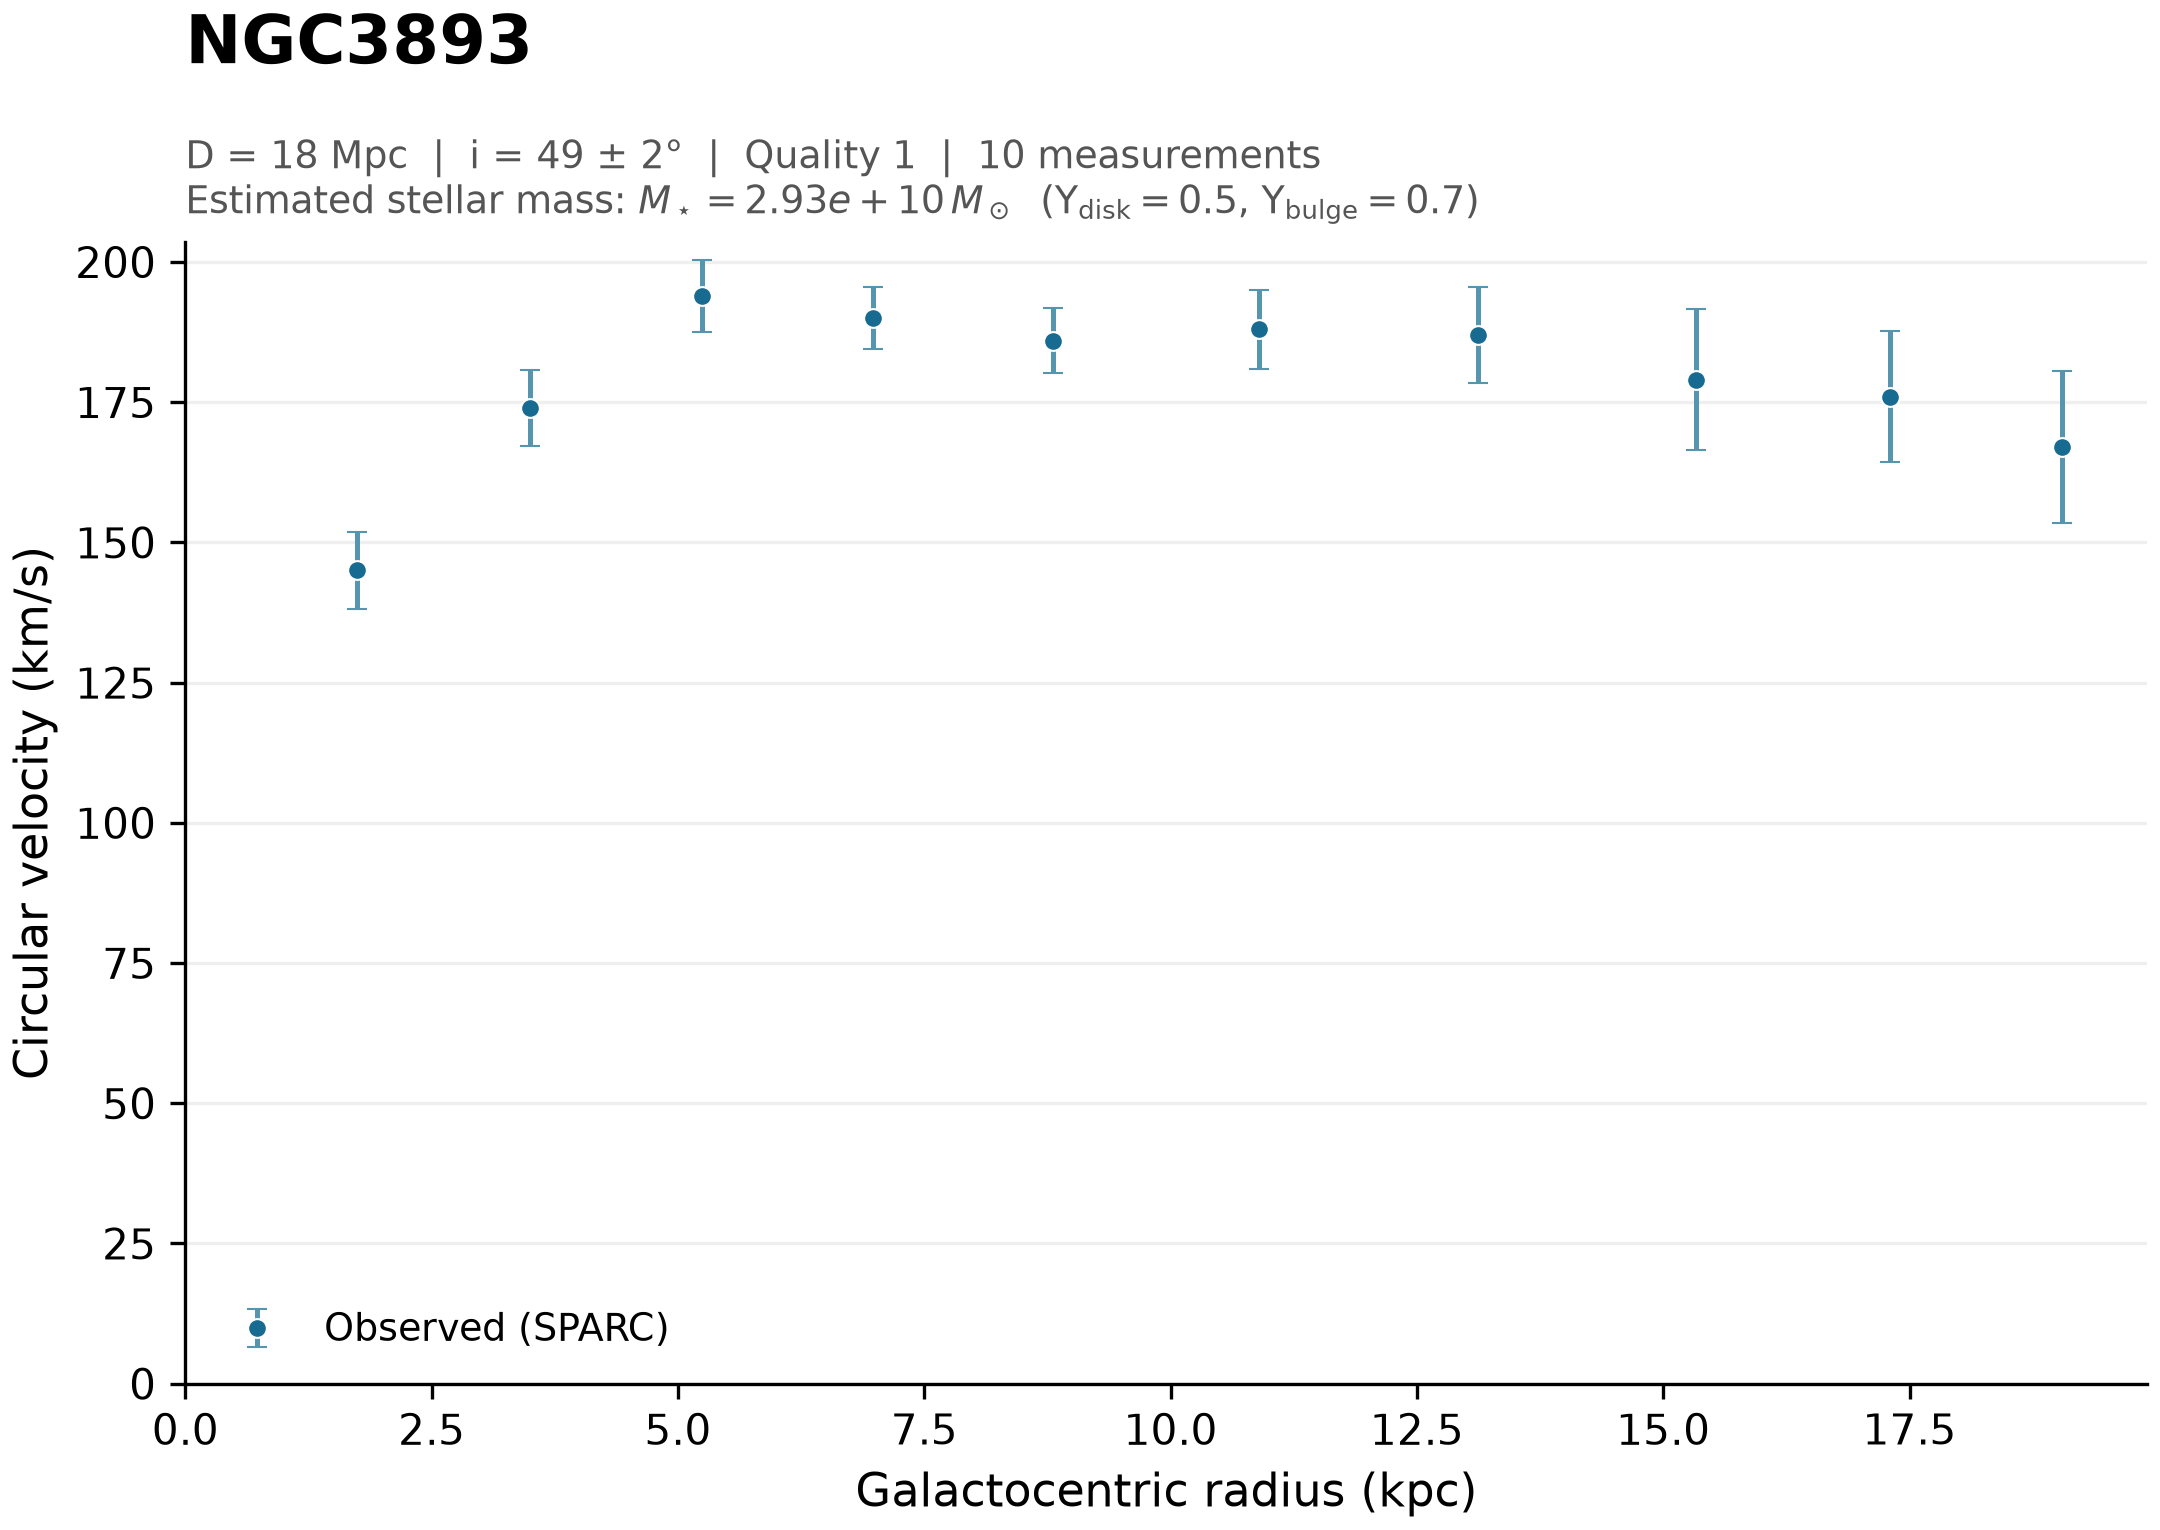 NGC3893
D = 18 Mpc | i = 49 ± 2° | Quality 1 | 10 measurements
Estimated stellar mass: M⋆ = 2.93e + 10 M⊙ (Υdisk = 0.5, Υbulge = 0.7)
200
175
150
125
100
75
50
25
0
Circular velocity (km/s)
Observed (SPARC)
0.0 2.5 5.0 7.5 10.0 12.5 15.0 17.5
Galactocentric radius (kpc)